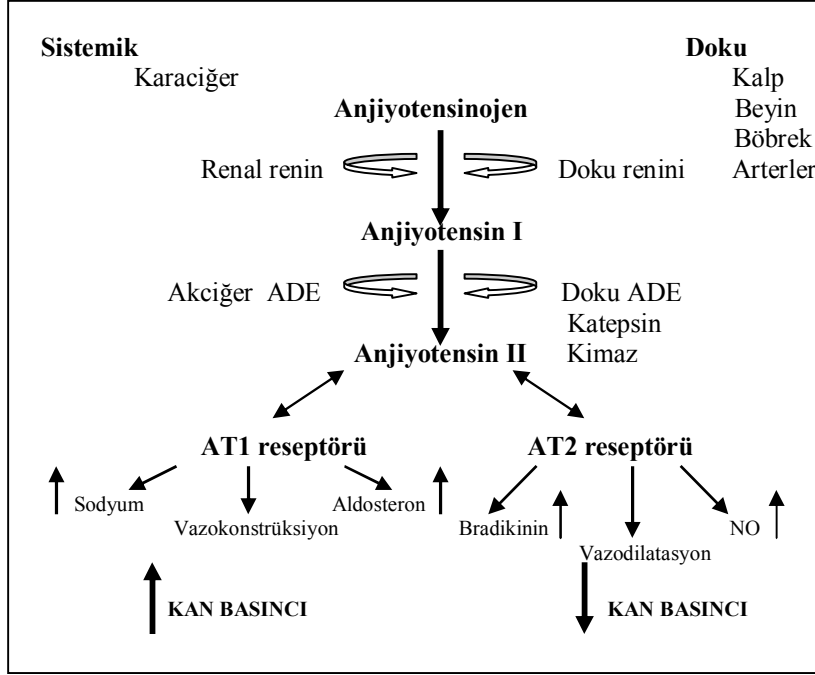 Sistemik Doku
Karaciğer Kalp
Anjiyotensinojen Beyin
Böbrek
Renal renin Doku renini Arterler
Anjiyotensin I
Akciğer ADE Doku ADE
Katepsin
Anjiyotensin II Kimaz
AT1 reseptörü AT2 reseptörü
Sodyum Aldosteron Bradikinin NO
Vazokonstrüksiyon
Vazodilatasyon
KAN BASINCI KAN BASINCI